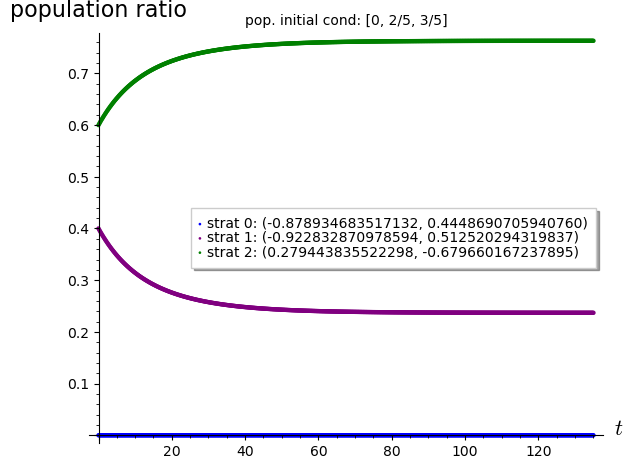 population ratio
pop. initial cond: [0, 2/5, 3/5]
0.7
0.6
0.5
0.4
0.3
0.2
0.1
strat 0: (-0.878934683517132, 0.4448690705940760)
strat 1: (-0.922832870978594, 0.512520294319837)
strat 2: (0.279443835522298, -0.679660167237895)
20
40
60
80
100
120
t